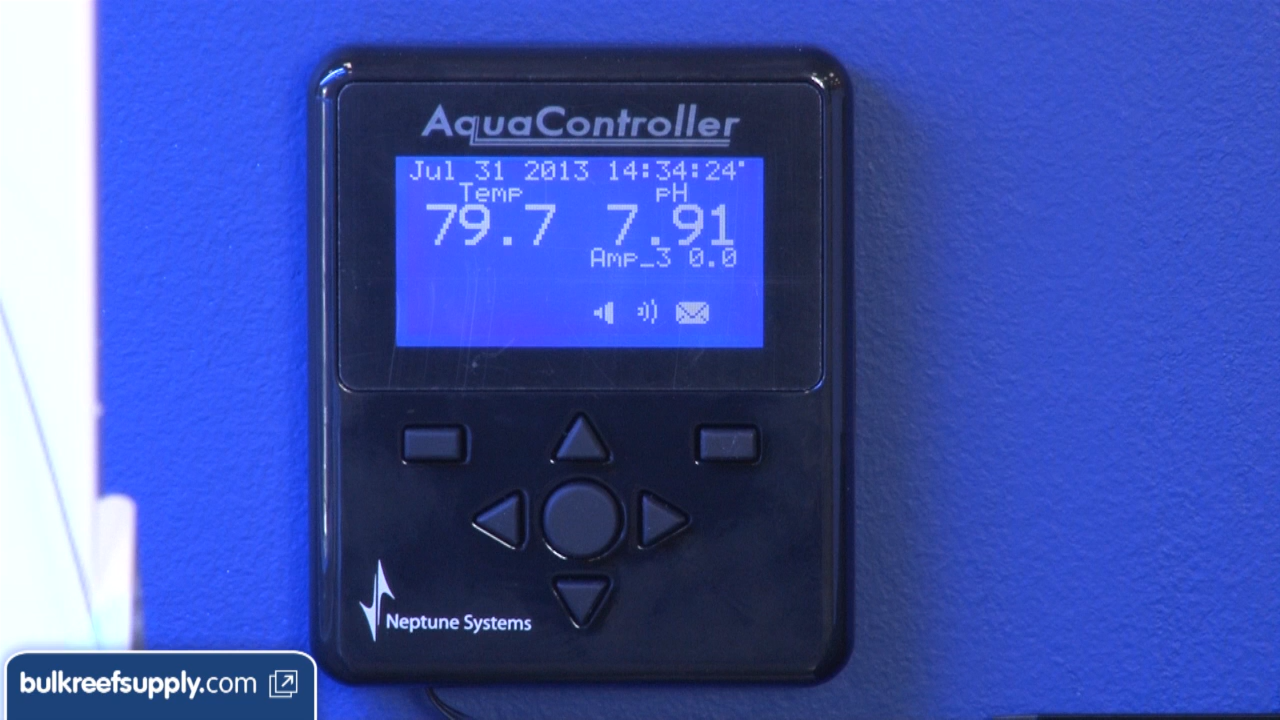 AquaController
Jul 31 2013 14:34:24
Temp pH
79.7 7.91
Amp_3 0.0
Neptune Systems
bulkreefsupply.com